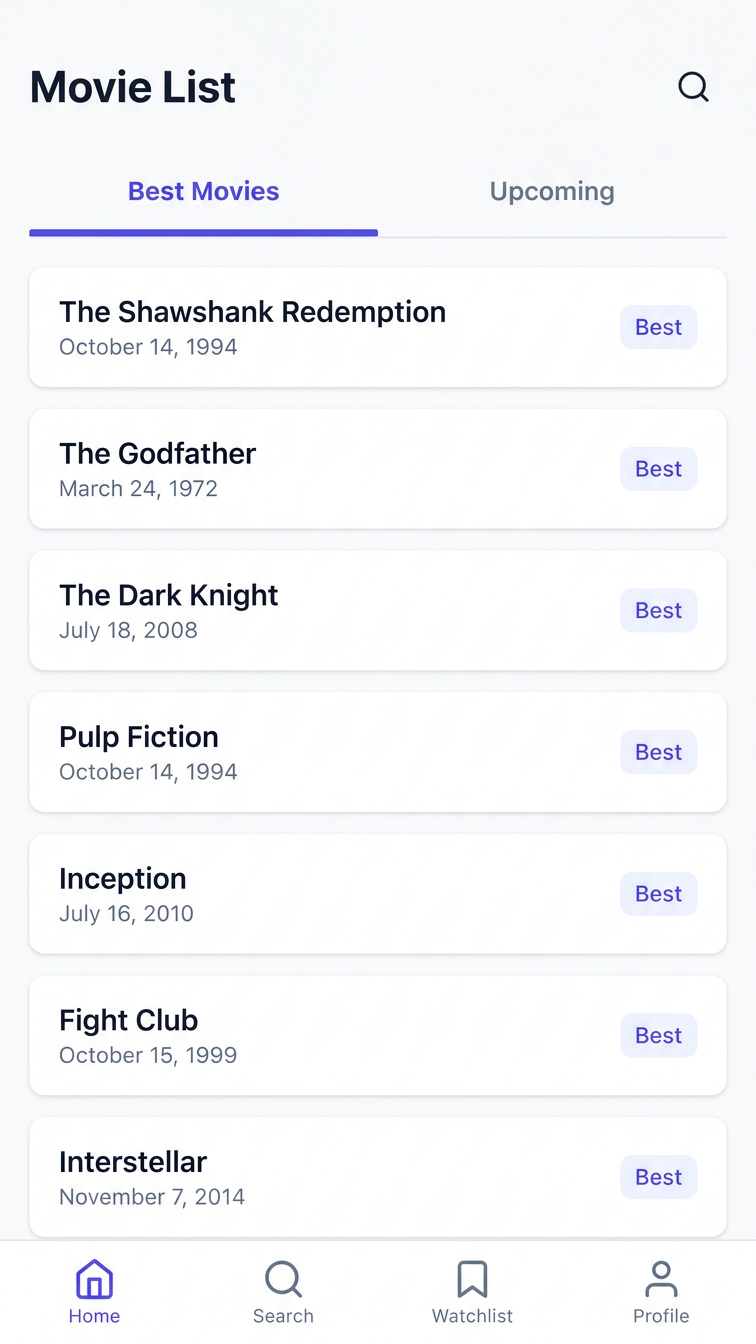 Movie List
Best Movies
Upcoming
The Shawshank Redemption
October 14, 1994
Best
The Godfather
March 24, 1972
Best
The Dark Knight
July 18, 2008
Best
Pulp Fiction
October 14, 1994
Best
Inception
July 16, 2010
Best
Fight Club
October 15, 1999
Best
Interstellar
November 7, 2014
Best
Home
Search
Watchlist
Profile